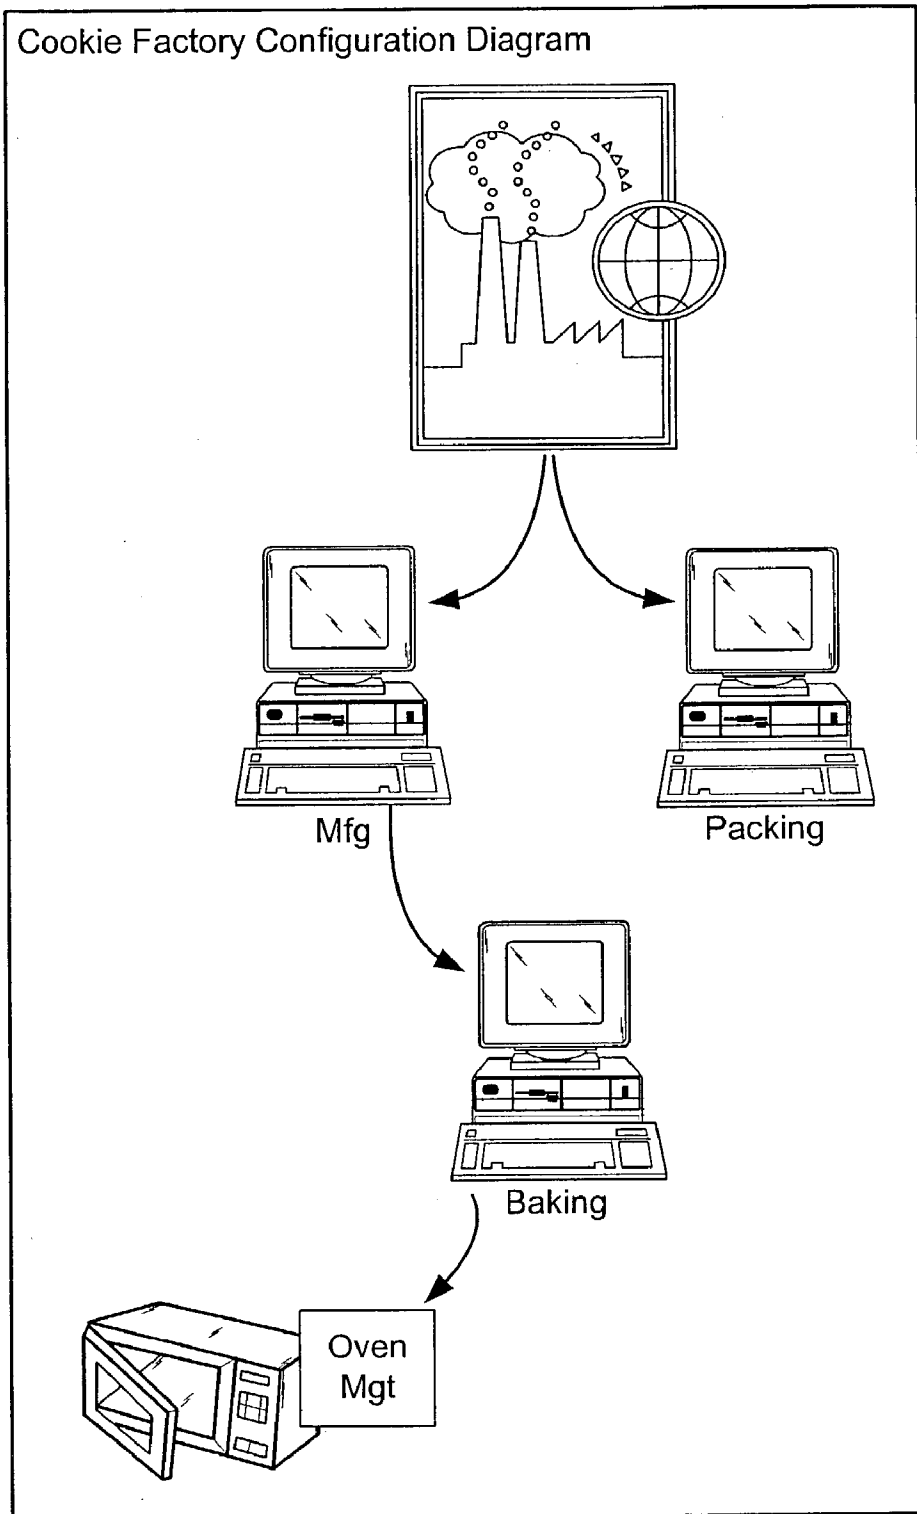 Cookie Factory Configuration Diagram
Mfg
Packing
Baking
Oven
Mgt